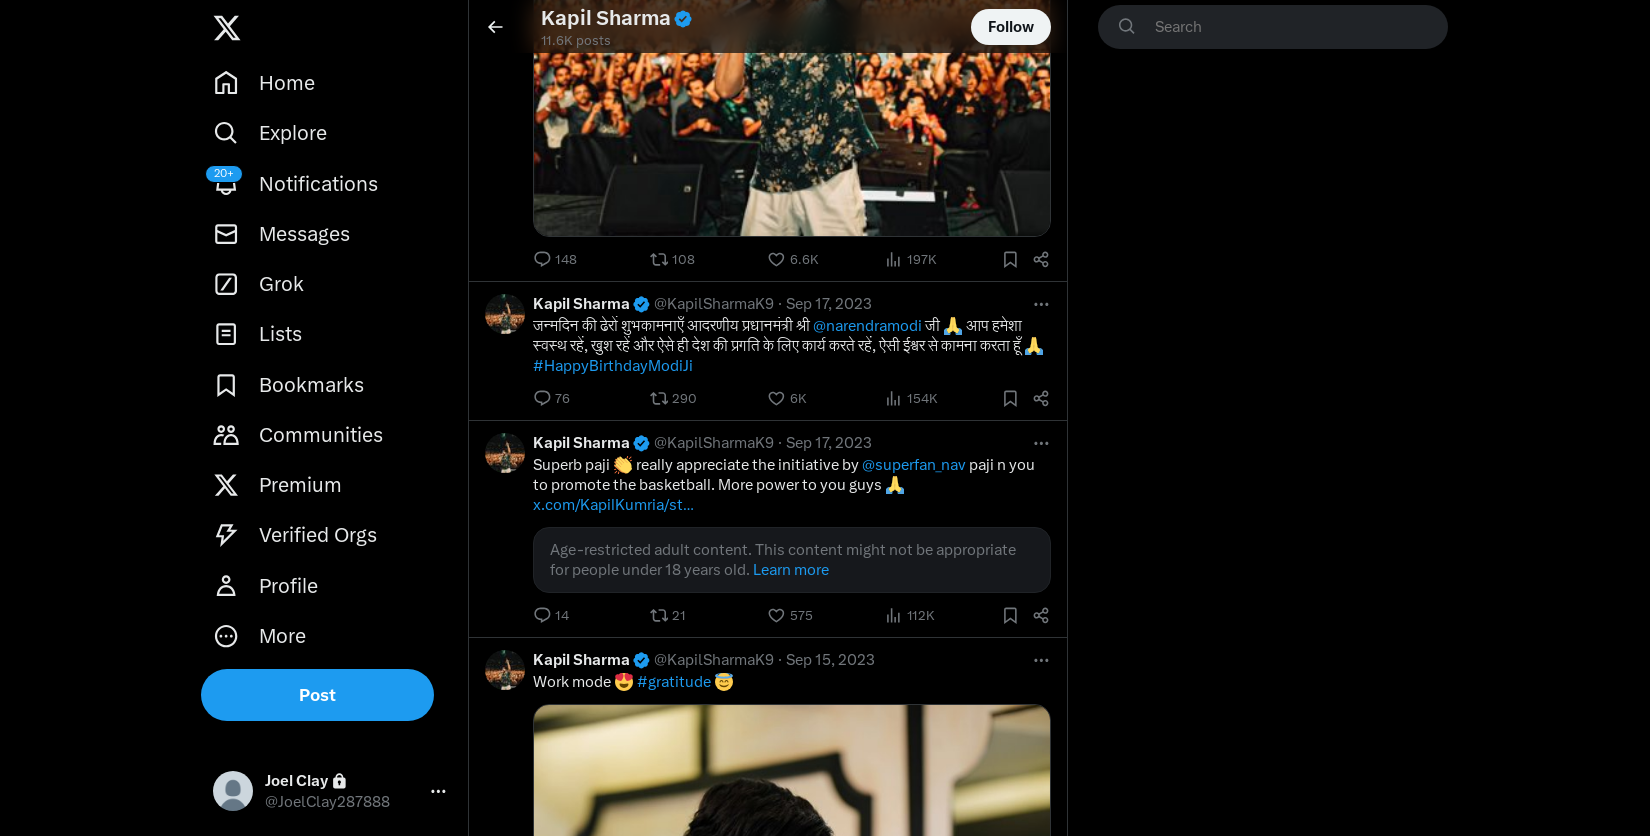 Kapil Sharma
11.6K posts
Follow
Search
Home
Explore
20+
Notifications
Messages
Grok
Lists
Bookmarks
Communities
Premium
Verified Orgs
Profile
More
Post
Joel Clay
@JoelClay287888
148 108 6.6K 197K
Kapil Sharma @KapilSharmaK9 · Sep 17, 2023
जन्मदिन की ढेरों शुभकामनाएँ आदरणीय प्रधानमंत्री श्री @narendramodi जी 🙏 आप हमेशा
स्वस्थ रहें, खुश रहें और ऐसे ही देश की प्रगति के लिए कार्य करते रहें, ऐसी ईश्वर से कामना करता हूँ 🙏
#HappyBirthdayModiJi
76 290 6K 154K
Kapil Sharma @KapilSharmaK9 · Sep 17, 2023
Superb paji 👏 really appreciate the initiative by @superfan_nav paji n you
to promote the basketball. More power to you guys 🙏
x.com/KapilKumria/st…
Age-restricted adult content. This content might not be appropriate
for people under 18 years old. Learn more
14 21 575 112K
Kapil Sharma @KapilSharmaK9 · Sep 15, 2023
Work mode 😍 #gratitude 😇